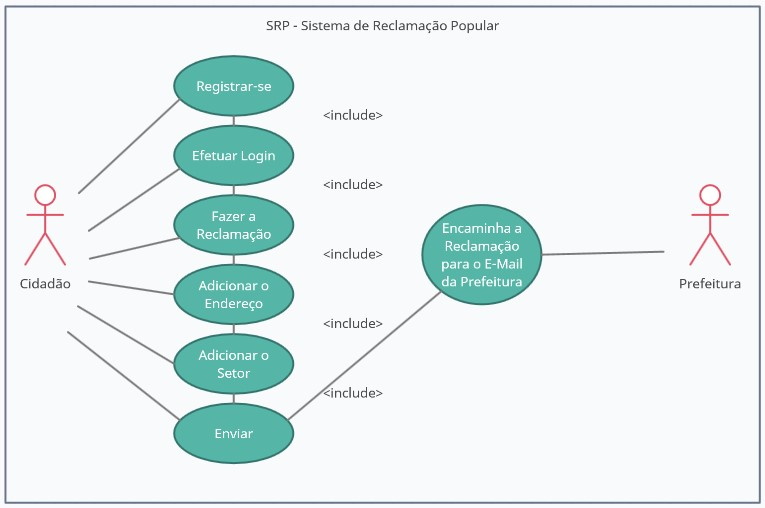 SRP - Sistema de Reclamação Popular
Registrar-se
<include>
Efetuar Login
<include>
Fazer a
Reclamação
<include>
Adicionar o
Endereço
<include>
Adicionar o
Setor
<include>
Enviar
Encaminha a
Reclamação
para o E-Mail
da Prefeitura
Cidadão
Prefeitura